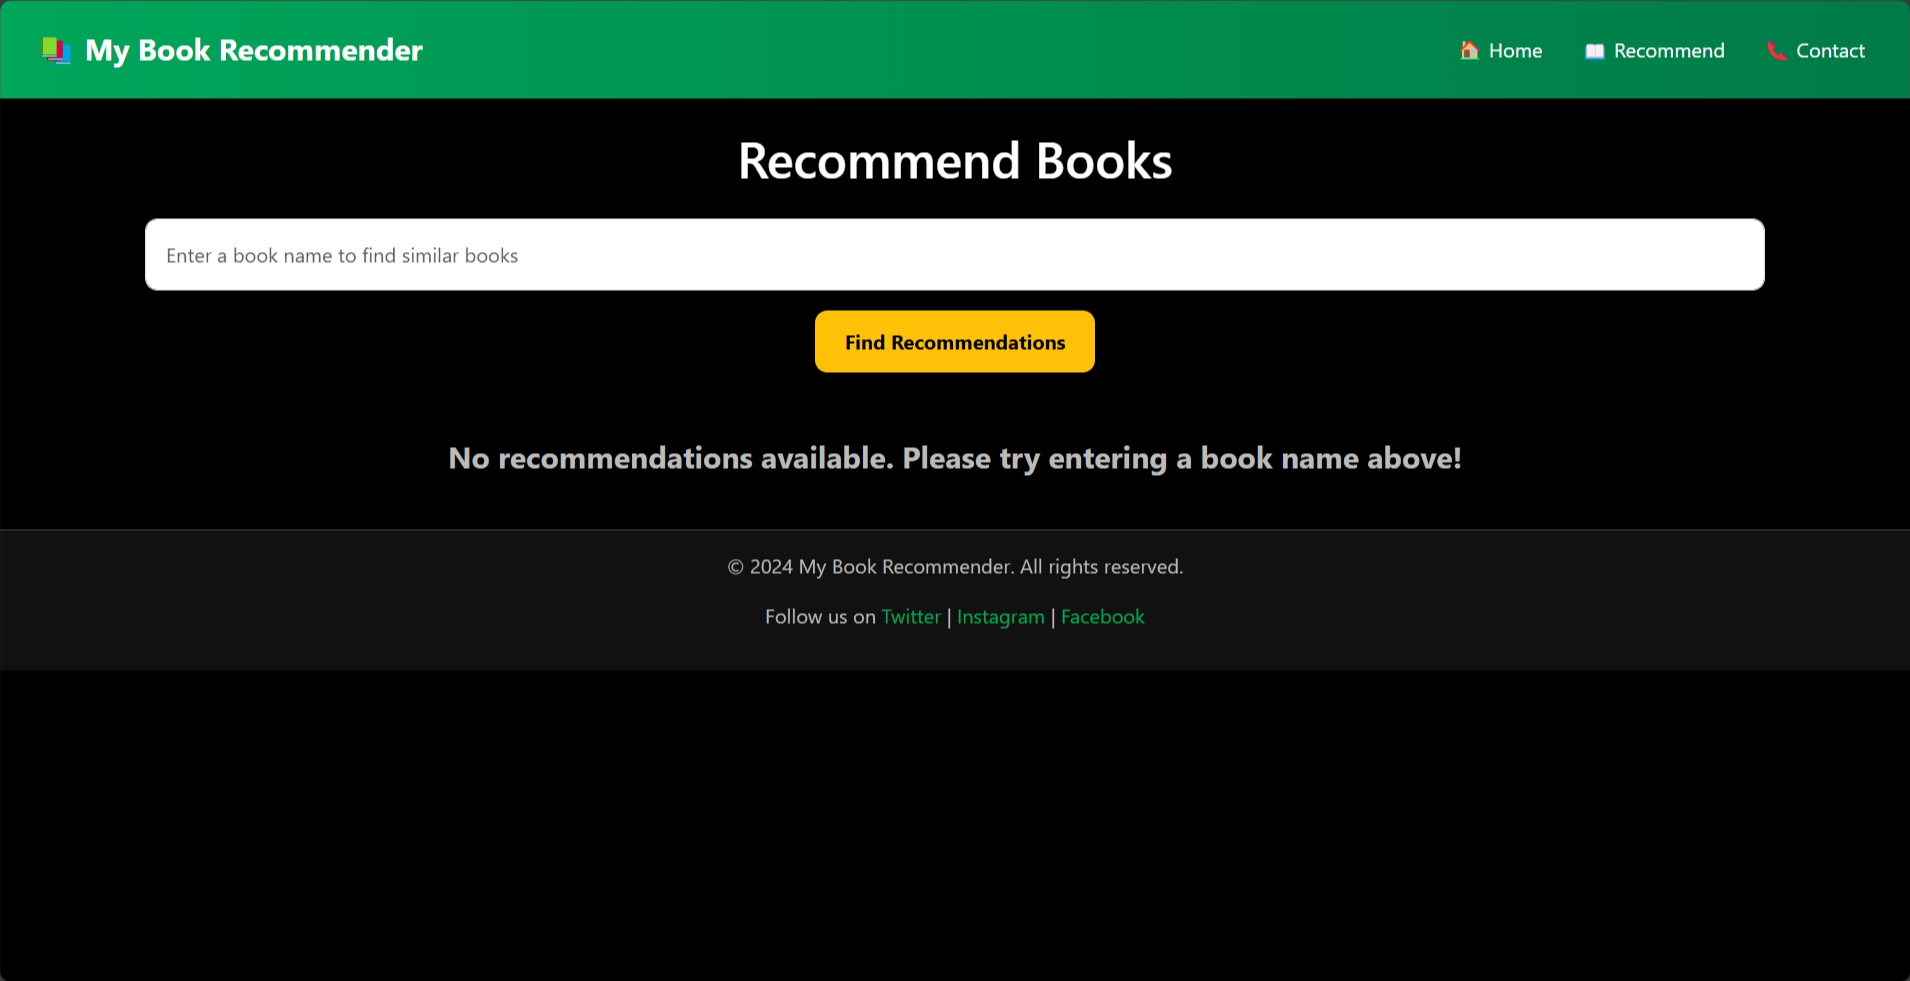 My Book Recommender
Home
Recommend
Contact
Recommend Books
Enter a book name to find similar books
Find Recommendations
No recommendations available. Please try entering a book name above!
© 2024 My Book Recommender. All rights reserved.
Follow us on Twitter | Instagram | Facebook